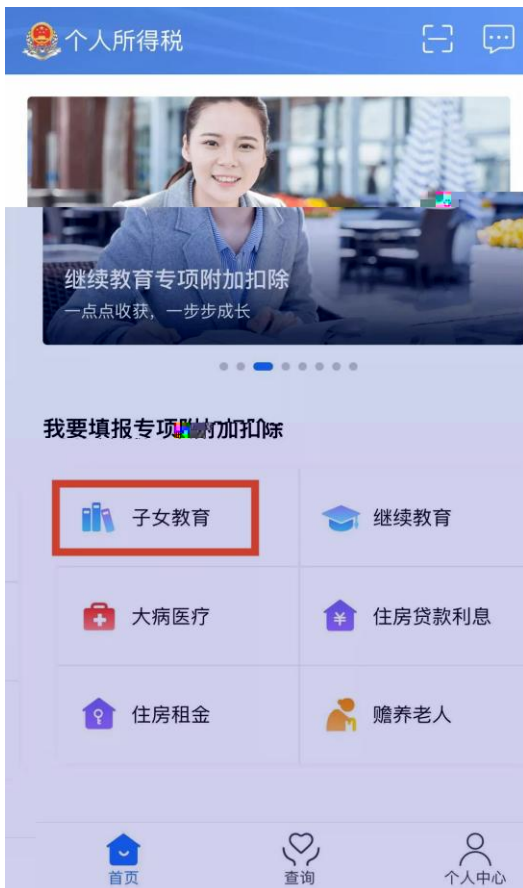 个人所得税
继续教育专项附加扣除
一点点收获，一步步成长
我要填报专项附加扣除
子女教育
继续教育
大病医疗
住房贷款利息
住房租金
赡养老人
首页
查询
个人中心